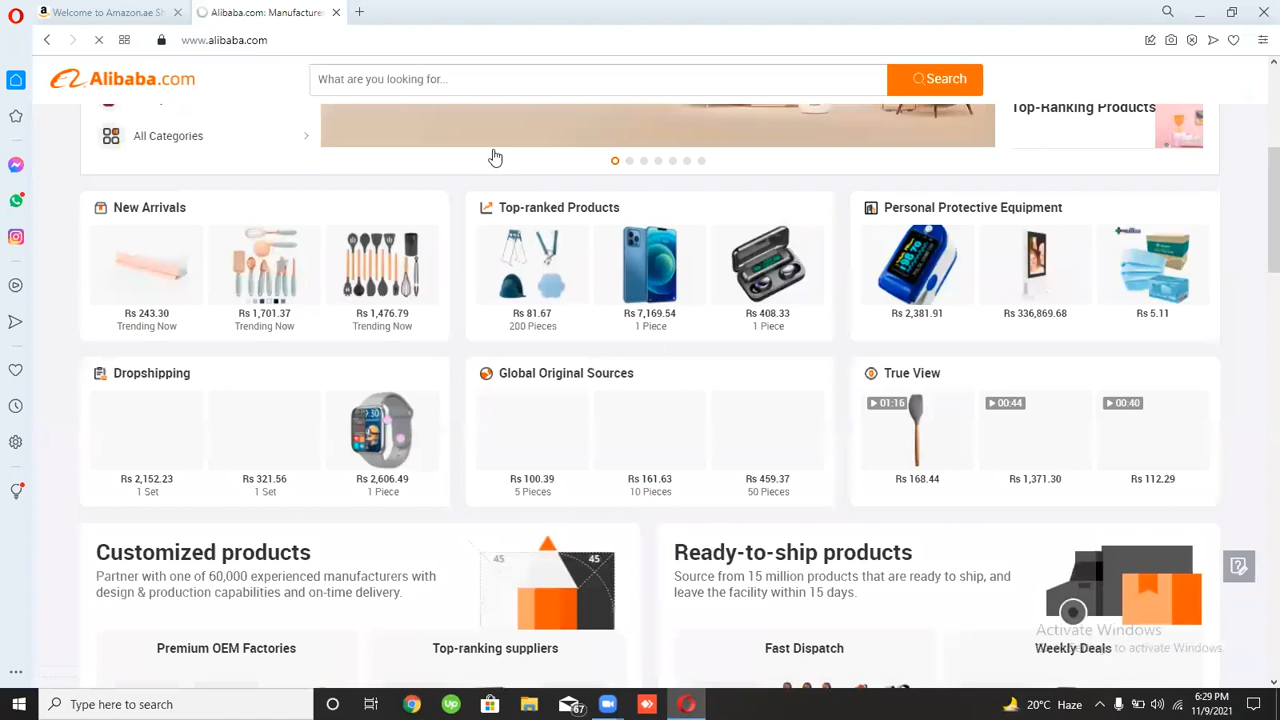 Welcome to Amazon.ae Sh
Alibaba.com: Manufacture
www.alibaba.com
Alibaba.com
What are you looking for...
Search
All Categories
Top-Ranking Products
New Arrivals
Rs 243.30
Trending Now
Rs 1,701.37
Trending Now
Rs 1,476.79
Trending Now
Top-ranked Products
Rs 81.67
200 Pieces
Rs 7,169.54
1 Piece
Rs 408.33
1 Piece
Personal Protective Equipment
Rs 2,381.91
Rs 336,869.68
Rs 5.11
Dropshipping
Rs 2,152.23
1 Set
Rs 321.56
1 Set
Rs 2,606.49
1 Piece
Global Original Sources
Rs 100.39
5 Pieces
Rs 161.63
10 Pieces
Rs 459.37
50 Pieces
True View
01:16
00:44
00:40
Rs 168.44
Rs 1,371.30
Rs 112.29
Customized products
Partner with one of 60,000 experienced manufacturers with
design & production capabilities and on-time delivery.
45
45
Premium OEM Factories
Top-ranking suppliers
Ready-to-ship products
Source from 15 million products that are ready to ship, and
leave the facility within 15 days.
Fast Dispatch
Weekly Deals
Activate Windows
to activate Windows.
Type here to search
Up
67
20°C Haze
6:29 PM
11/9/2021